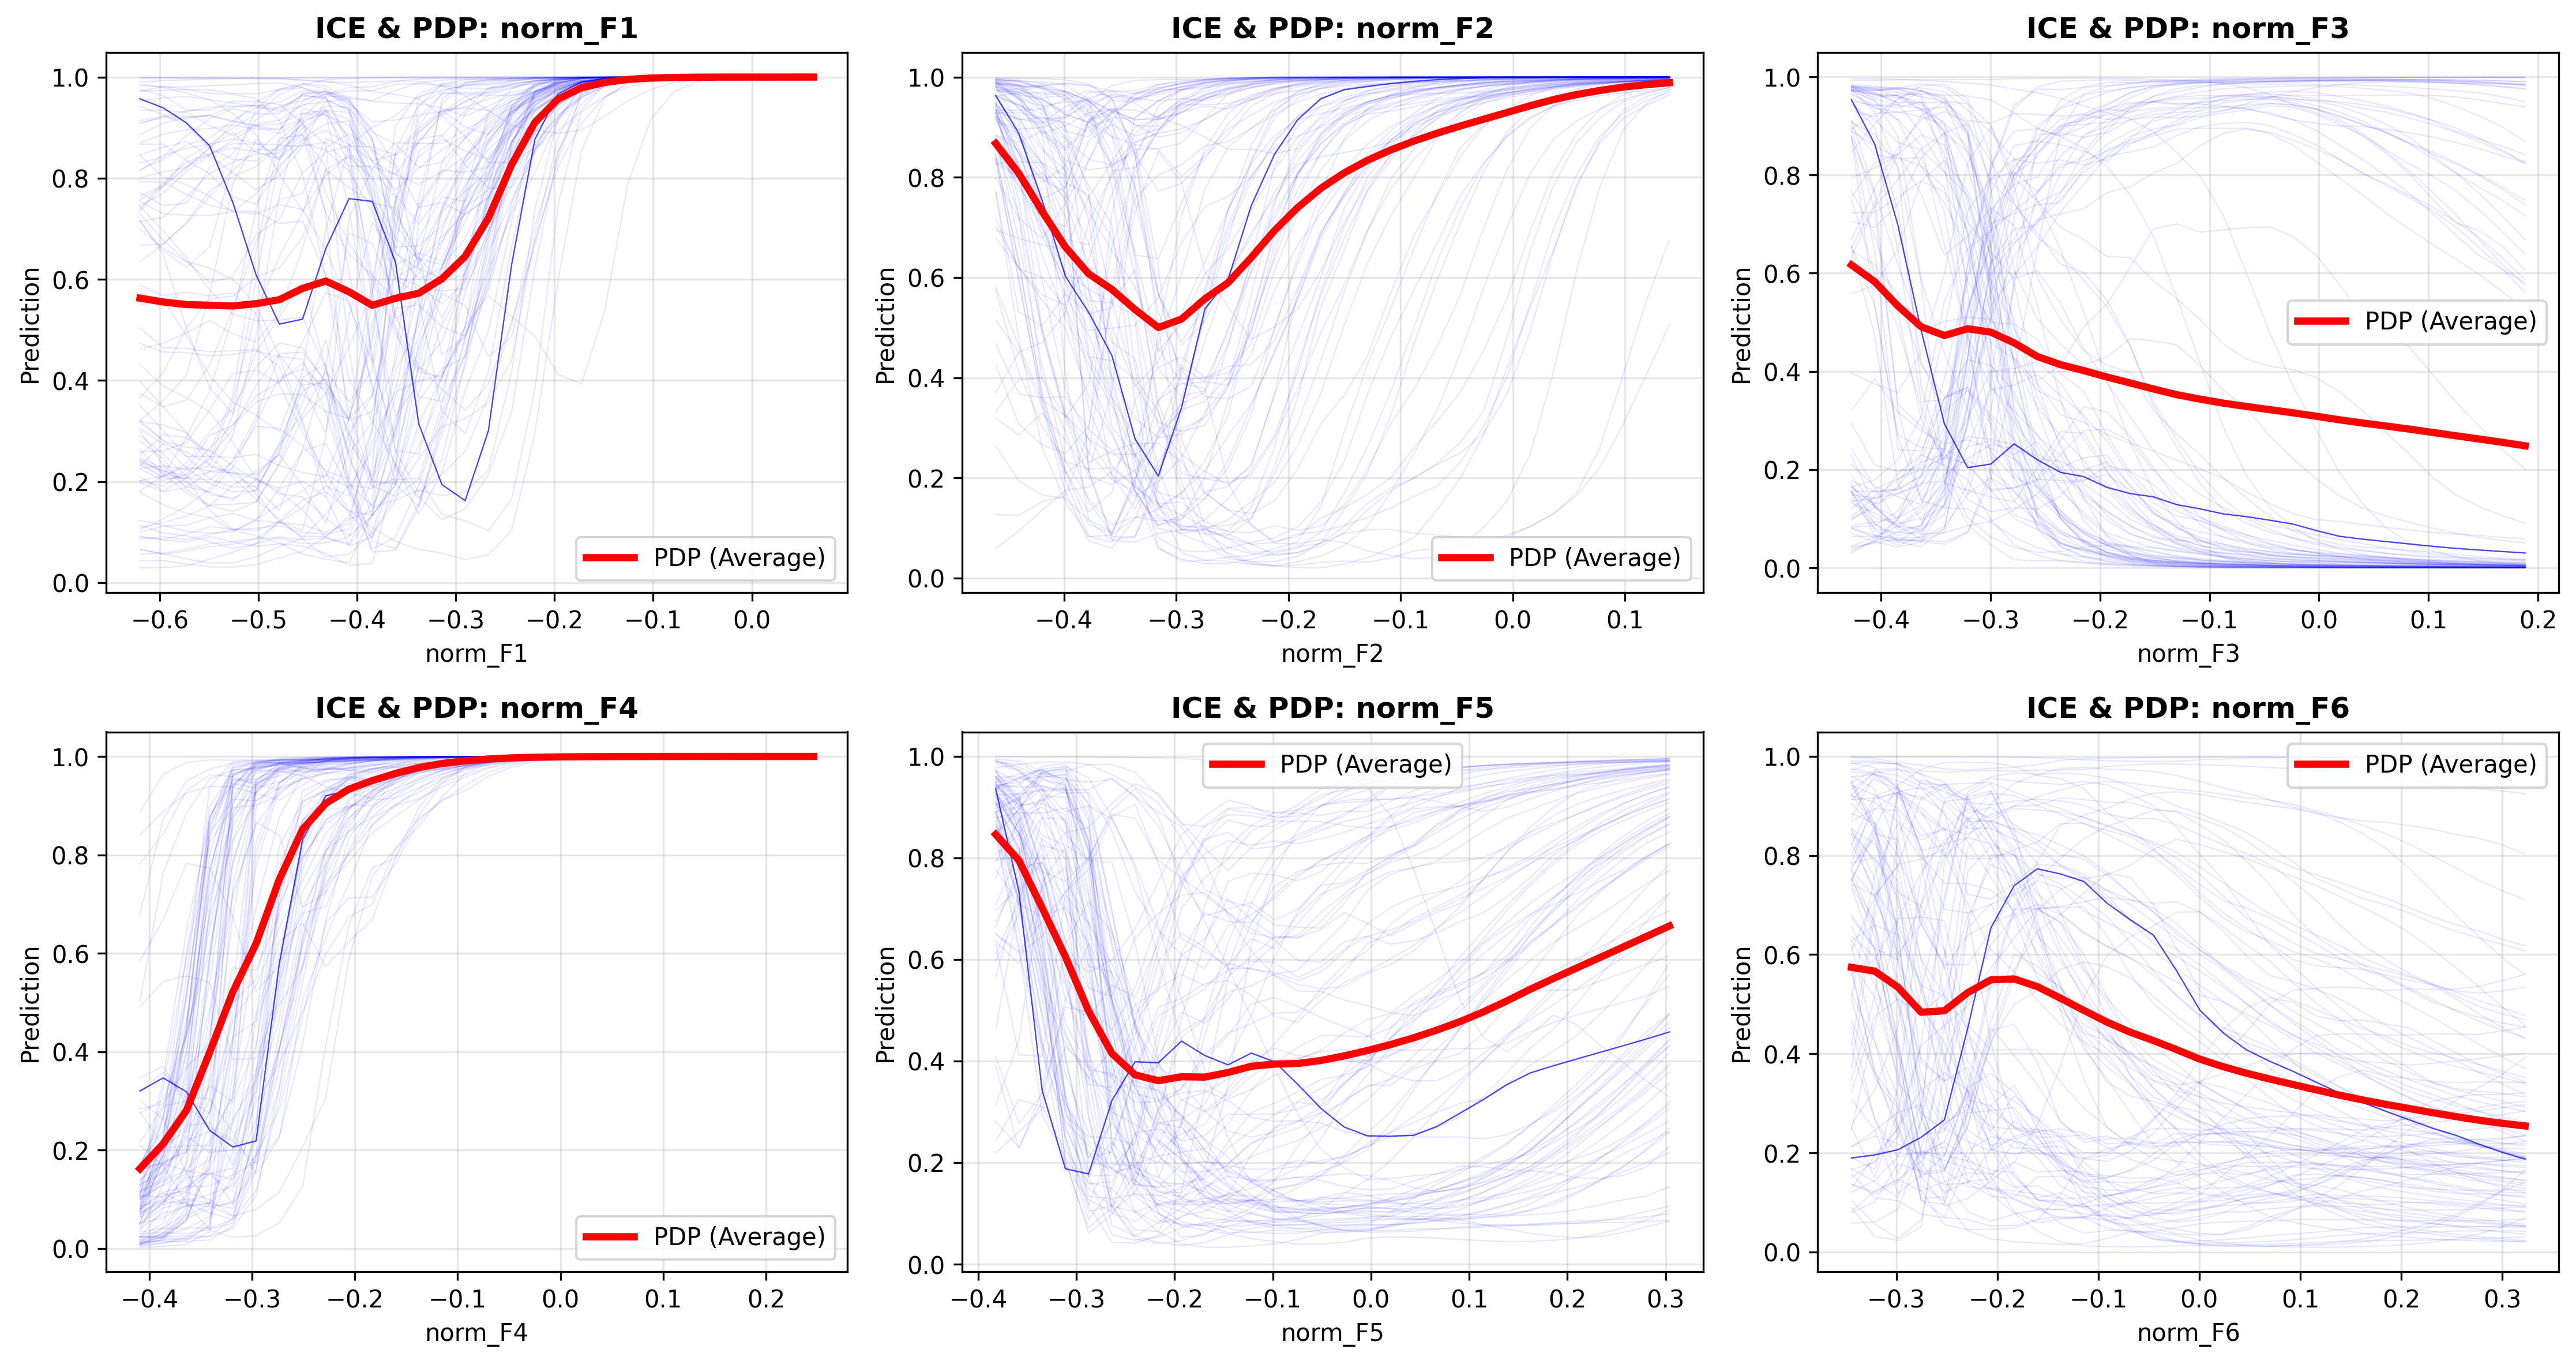 ICE & PDP: norm_F1
1.0
0.8
0.6
0.4
0.2
0.0
Prediction
PDP (Average)
−0.6 −0.5 −0.4 −0.3 −0.2 −0.1 0.0
norm_F1
ICE & PDP: norm_F2
1.0
0.8
0.6
0.4
0.2
0.0
Prediction
PDP (Average)
−0.4 −0.3 −0.2 −0.1 0.0 0.1
norm_F2
ICE & PDP: norm_F3
1.0
0.8
0.6
0.4
0.2
0.0
Prediction
PDP (Average)
−0.4 −0.3 −0.2 −0.1 0.0 0.1 0.2
norm_F3
ICE & PDP: norm_F4
1.0
0.8
0.6
0.4
0.2
0.0
Prediction
PDP (Average)
−0.4 −0.3 −0.2 −0.1 0.0 0.1 0.2
norm_F4
ICE & PDP: norm_F5
1.0
0.8
0.6
0.4
0.2
0.0
Prediction
PDP (Average)
−0.4 −0.3 −0.2 −0.1 0.0 0.1 0.2 0.3
norm_F5
ICE & PDP: norm_F6
1.0
0.8
0.6
0.4
0.2
0.0
Prediction
PDP (Average)
−0.3 −0.2 −0.1 0.0 0.1 0.2 0.3
norm_F6